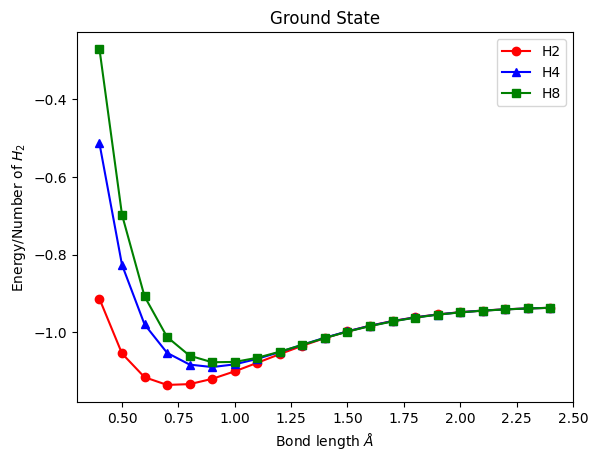 Ground State
H2
H4
H8
Energy/Number of $H_2$
−0.4
−0.6
−0.8
−1.0
0.50
0.75
1.00
1.25
1.50
1.75
2.00
2.25
2.50
Bond length Å